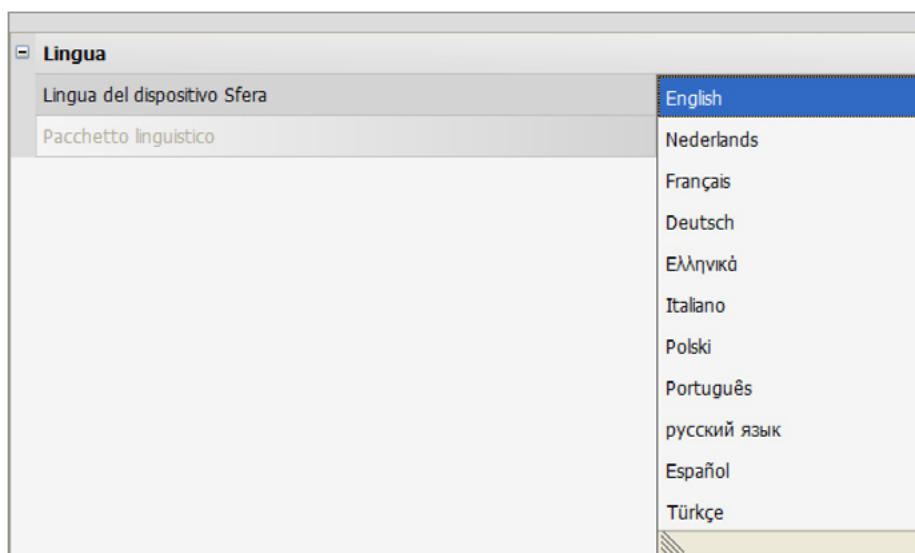 Lingua
Lingua del dispositivo Sfera
Pacchetto linguistico
English
Nederlands
Français
Deutsch
Ελληνικά
Italiano
Polski
Português
русский язык
Español
Türkçe